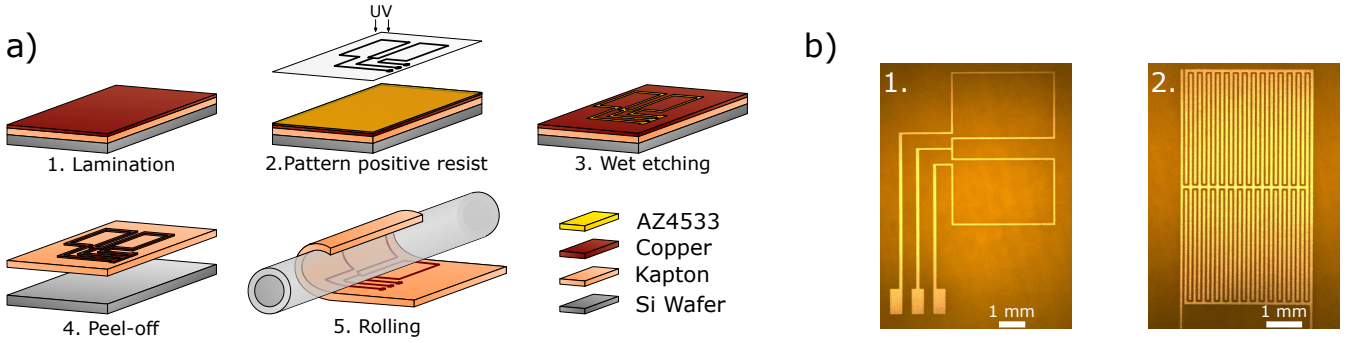 a)
UV
1. Lamination
2.Pattern positive resist
3. Wet etching
4. Peel-off
5. Rolling
AZ4533
Copper
Kapton
Si Wafer
b)
1.
1 mm
2.
1 mm